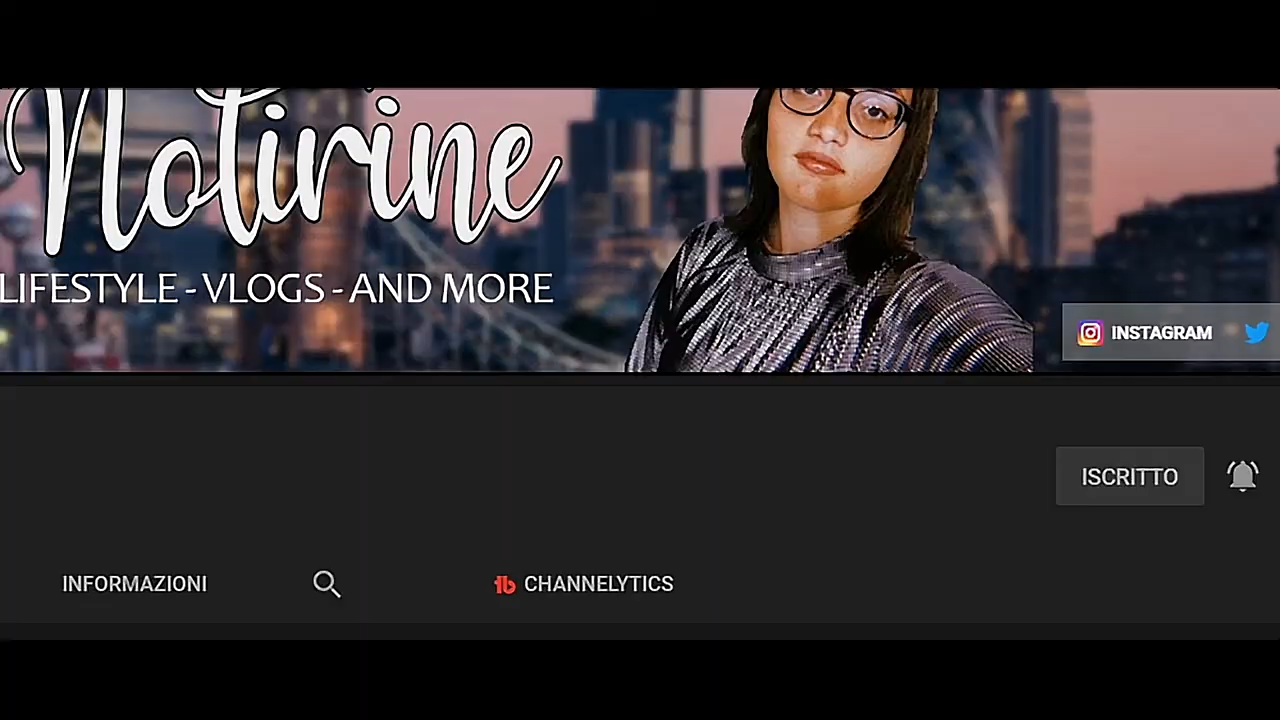 Notirine
LIFESTYLE - VLOGS - AND MORE
INSTAGRAM
ISCRITTO
INFORMAZIONI
CHANNELYTICS